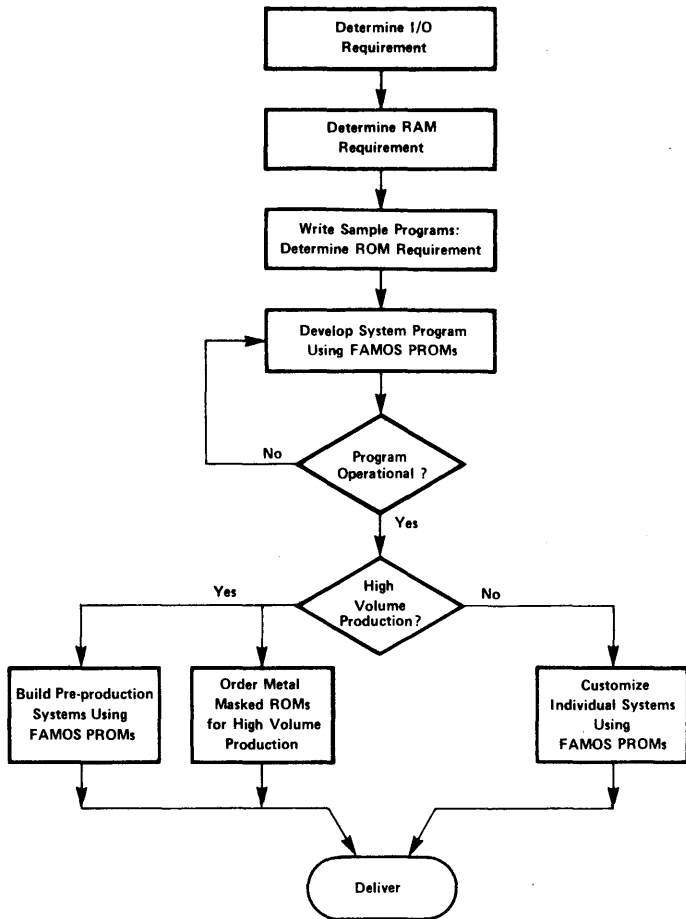 Determine I/O
Requirement
Determine RAM
Requirement
Write Sample Programs:
Determine ROM Requirement
Develop System Program
Using FAMOS PROMs
No
Program
Operational ?
Yes
High
Volume
Production?
Yes
No
Build Pre-production
Systems Using
FAMOS PROMs
Order Metal
Masked ROMs
for High Volume
Production
Customize
Individual Systems
Using
FAMOS PROMs
Deliver